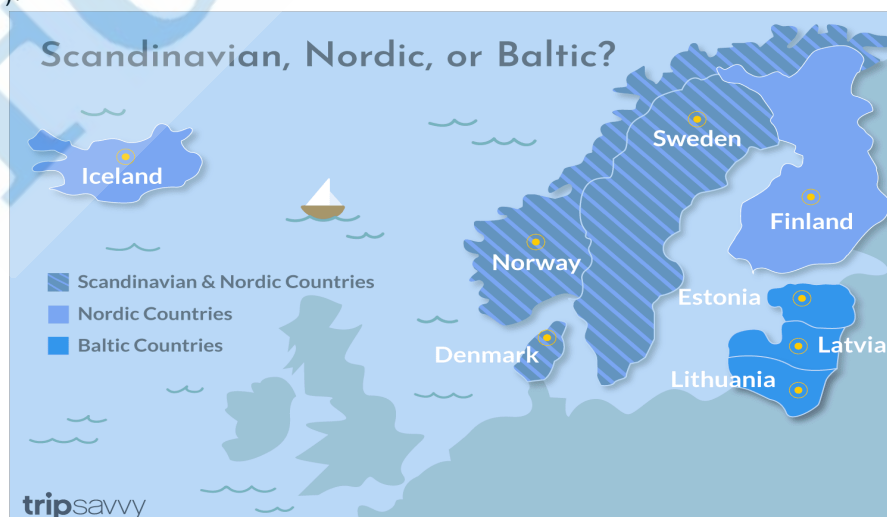 Scandinavian, Nordic, or Baltic?
Sweden
Iceland
Finland
Norway
Scandinavian & Nordic Countries
Estonia
Nordic Countries
Baltic Countries
Latvia
Denmark
Lithuania
tripsavvy